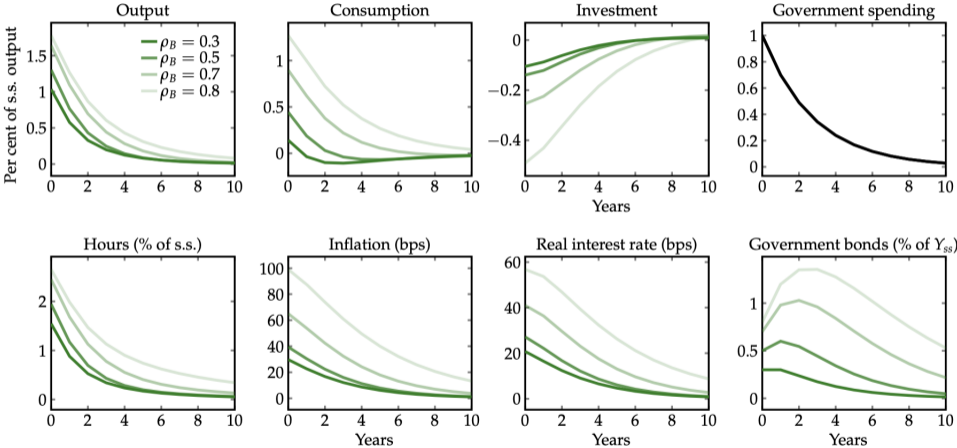 Output
Consumption
Investment
Government spending
Per cent of s.s. output
1.5
1
0.5
0
ρB = 0.3
ρB = 0.5
ρB = 0.7
ρB = 0.8
0 2 4 6 8 10
1
0.5
0
0 2 4 6 8 10
0
−0.2
−0.4
0 2 4 6 8 10
Years
1
0.8
0.6
0.4
0.2
0
0 2 4 6 8 10
Hours (% of s.s.)
Inflation (bps)
Real interest rate (bps)
Government bonds (% of Yss)
2
1
0
0 2 4 6 8 10
100
80
60
40
20
0
0 2 4 6 8 10
Years
60
40
20
0
0 2 4 6 8 10
Years
1
0.5
0
0 2 4 6 8 10
Years